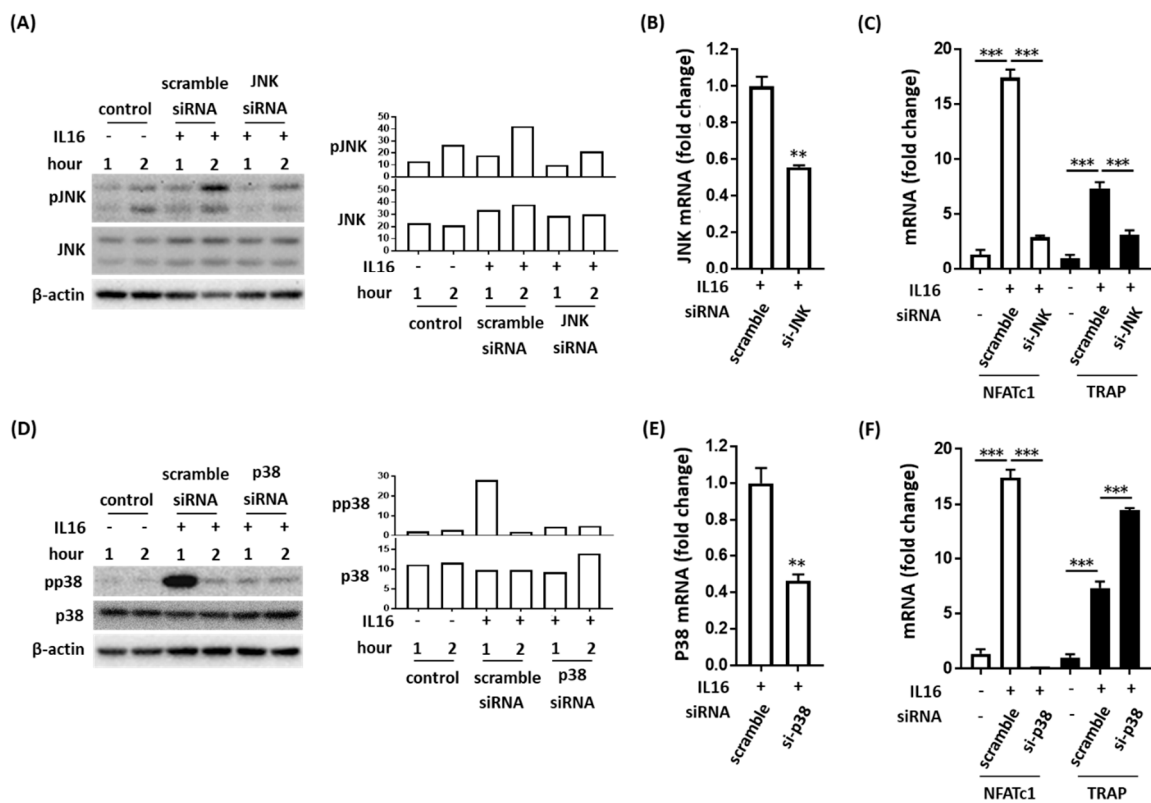 (A)
scramble JNK
control siRNA siRNA
IL16 - - + + + +
hour 1 2 1 2 1 2
pJNK
JNK
β-actin
pJNK
50
40
30
20
10
0
JNK
50
40
30
20
10
0
IL16 - - + + + +
hour 1 2 1 2 1 2
control scramble JNK
siRNA siRNA
(B)
JNK mRNA (fold change)
1.2
1.0
0.8
0.6
0.4
0.2
0.0
**
IL16 + +
siRNA scramble si-JNK
(C)
mRNA (fold change)
20
15
10
5
0
*** ***
*** ***
IL16 - + + - + +
siRNA - scramble si-JNK - scramble si-JNK
NFATc1 TRAP
(D)
scramble p38
control siRNA siRNA
IL16 - - + + + +
hour 1 2 1 2 1 2
pp38
p38
β-actin
pp38
30
20
10
0
p38
15
10
5
0
IL16 - - + + + +
hour 1 2 1 2 1 2
control scramble p38
siRNA siRNA
(E)
P38 mRNA (fold change)
1.2
1.0
0.8
0.6
0.4
0.2
0.0
**
IL16 + +
siRNA scramble si-p38
(F)
mRNA (fold change)
20
15
10
5
0
*** ***
***
***
IL16 - + + - + +
siRNA - scramble si-p38 - scramble si-p38
NFATc1 TRAP